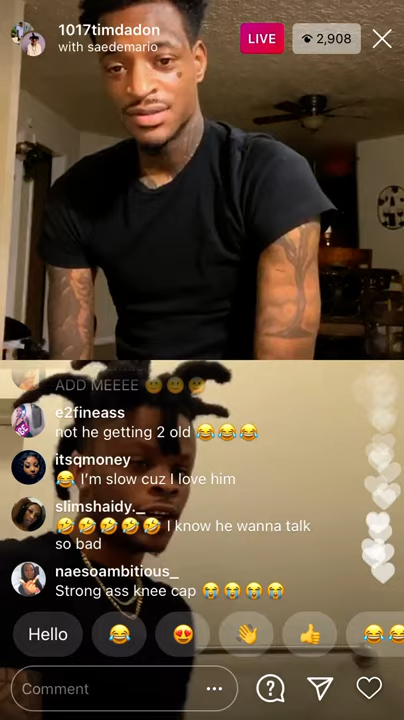 1017timdadon
with saedemario
LIVE
2,908
ADD MEEEE 🥴🥴🥴
e2fineass
not he getting 2 old 😂😂😂
itsqmoney
😂 I'm slow cuz I love him
slimshaidy._
🤣🤣🤣🤣🤣 I know he wanna talk
so bad
naesoambitious_
Strong ass knee cap 😭😭😭😭
Hello 😂 😍 👋 👍 😂😂
Comment